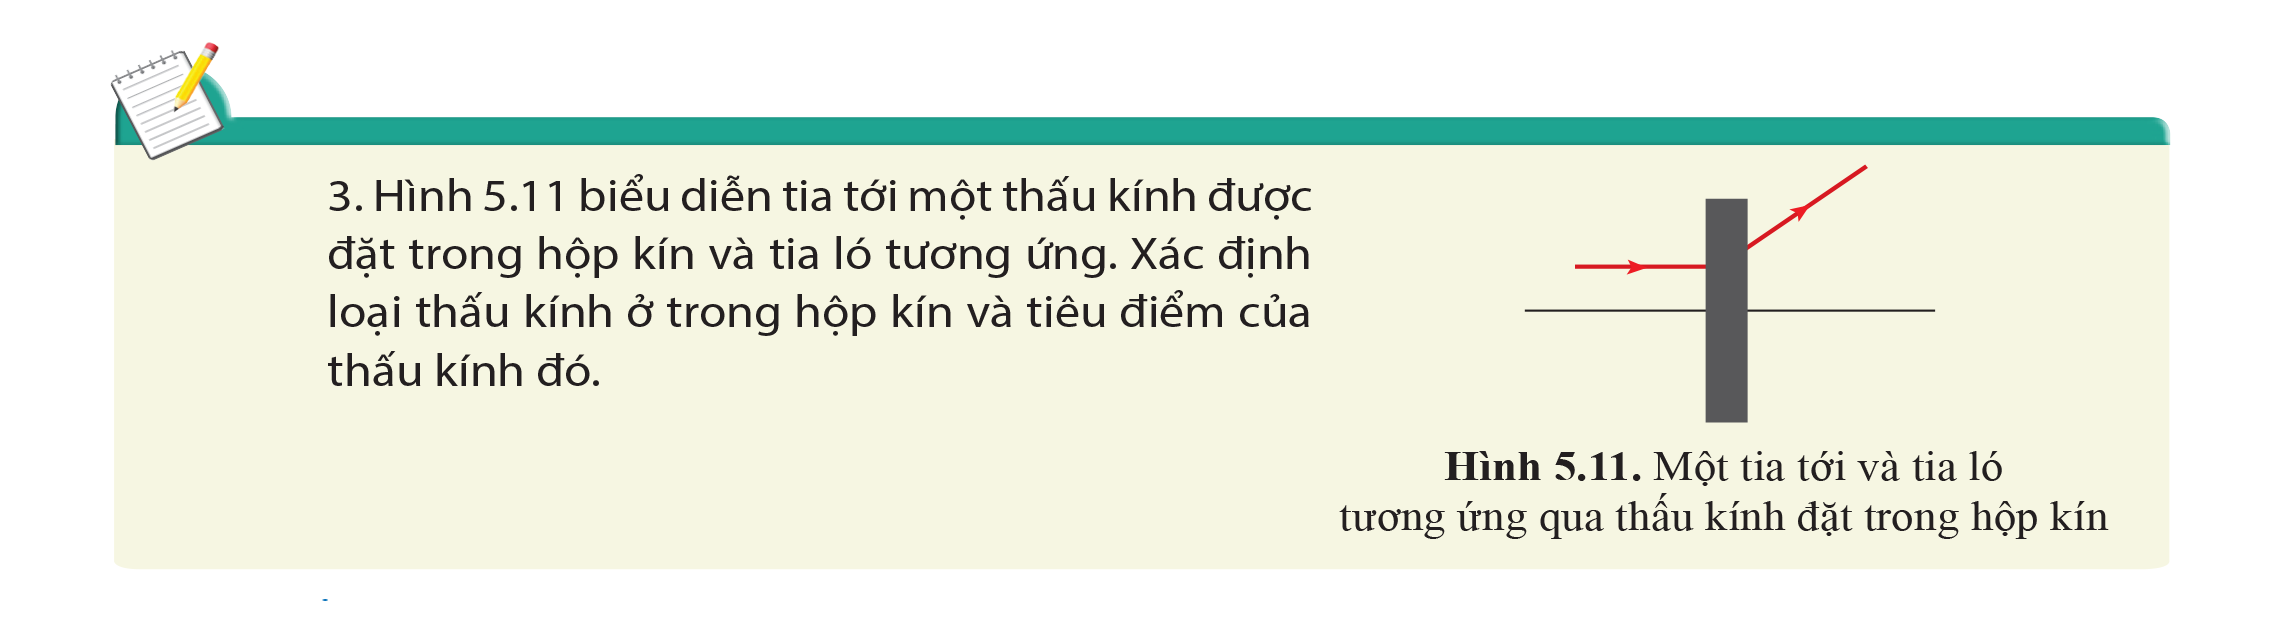 3. Hình 5.11 biểu diễn tia tới một thấu kính được
đặt trong hộp kín và tia ló tương ứng. Xác định
loại thấu kính ở trong hộp kín và tiêu điểm của
thấu kính đó.
Hình 5.11. Một tia tới và tia ló
tương ứng qua thấu kính đặt trong hộp kín